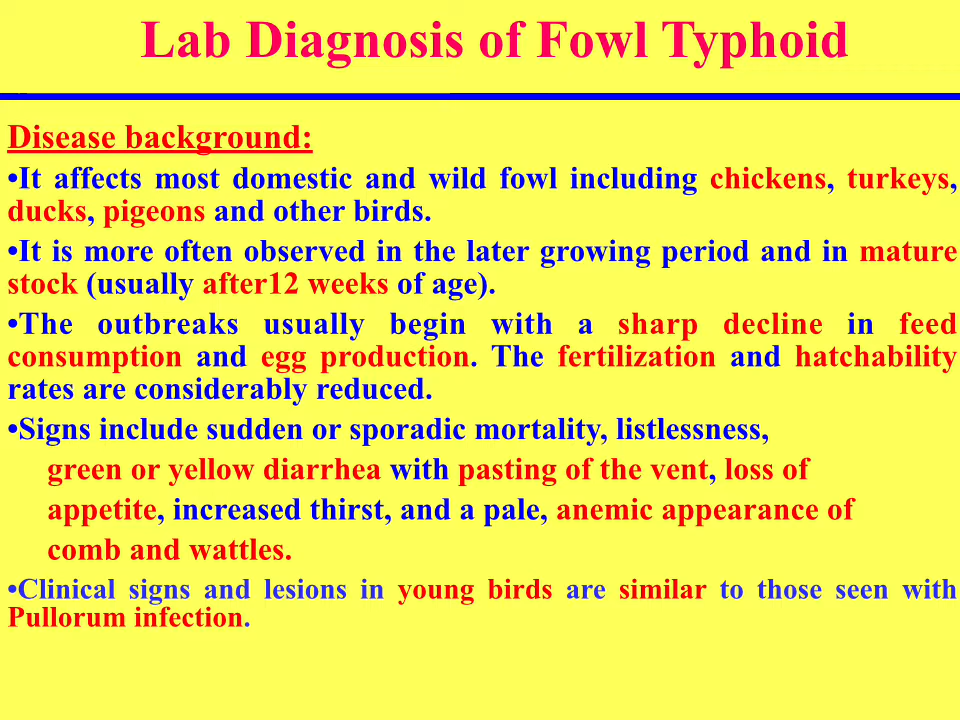 Lab Diagnosis of Fowl Typhoid
Disease background:
•It affects most domestic and wild fowl including chickens, turkeys,
ducks, pigeons and other birds.
•It is more often observed in the later growing period and in mature
stock (usually after12 weeks of age).
•The outbreaks usually begin with a sharp decline in feed
consumption and egg production. The fertilization and hatchability
rates are considerably reduced.
•Signs include sudden or sporadic mortality, listlessness,
green or yellow diarrhea with pasting of the vent, loss of
appetite, increased thirst, and a pale, anemic appearance of
comb and wattles.
•Clinical signs and lesions in young birds are similar to those seen with
Pullorum infection.